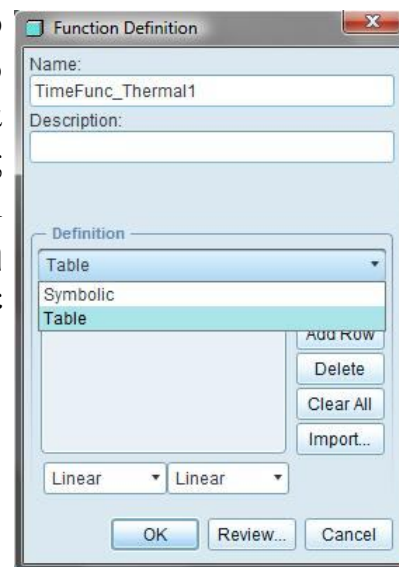 Function Definition
Name:
TimeFunc_Thermal1
Description:
Definition
Table
Symbolic
Table
Add Row
Delete
Clear All
Import...
Linear Linear
OK Review... Cancel